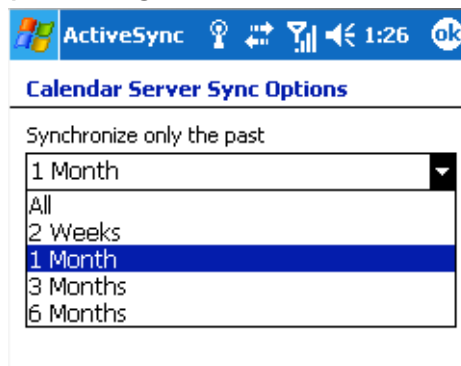 ActiveSync 1:26 ok
Calendar Server Sync Options
Synchronize only the past
1 Month
All
2 Weeks
1 Month
3 Months
6 Months